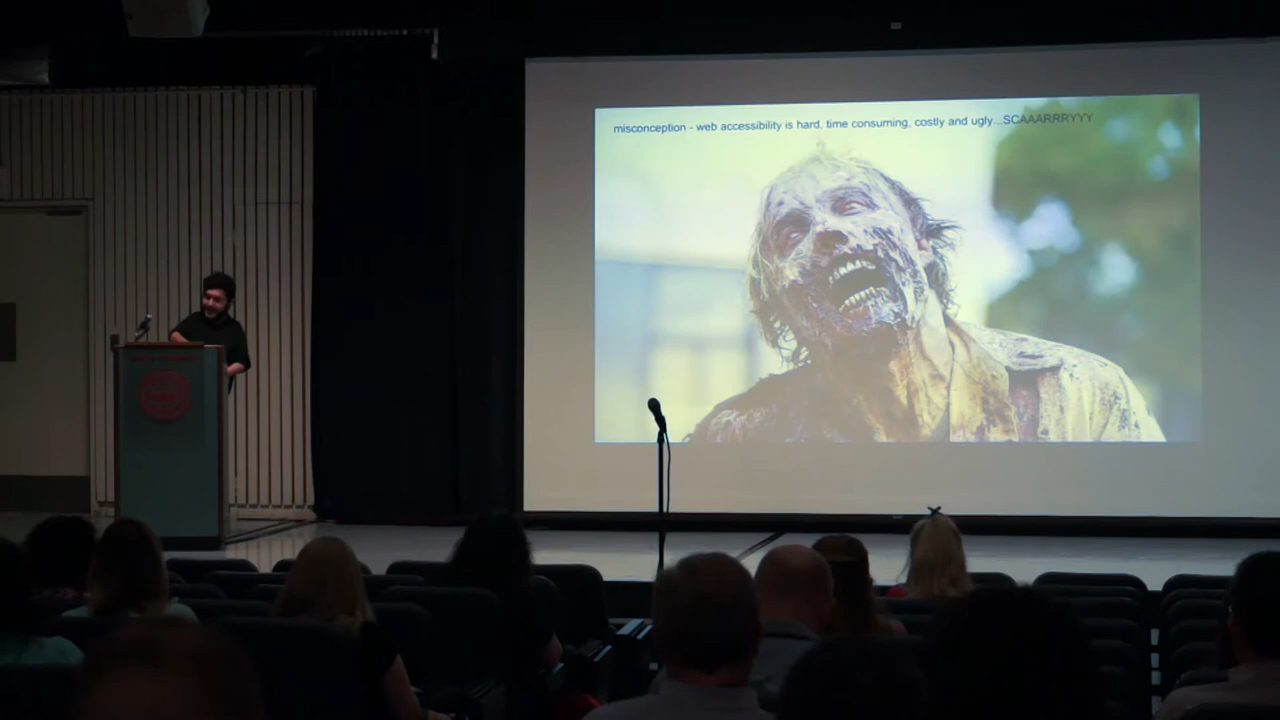 misconception - web accessibility is hard, time consuming, costly and ugly...SCAAARRRYYY